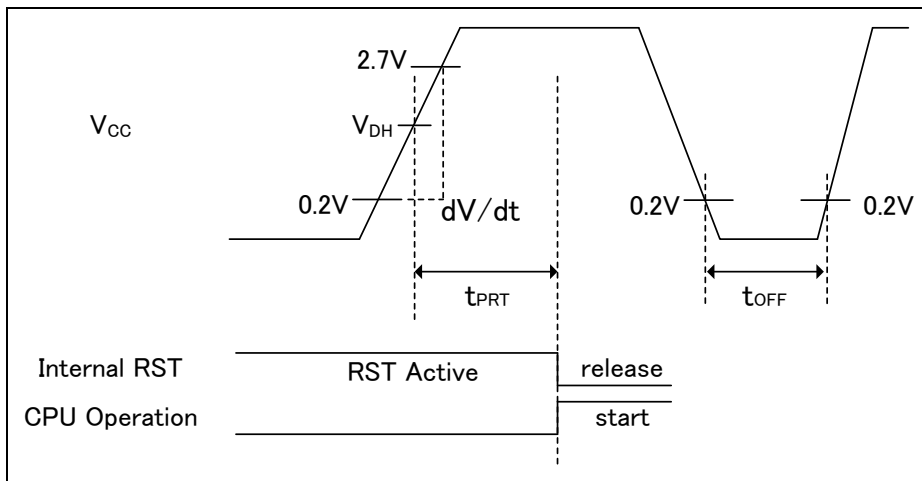 2.7V
VCC
VDH
0.2V
dV/dt
0.2V
0.2V
tPRT
tOFF
Internal RST
RST Active
release
CPU Operation
start